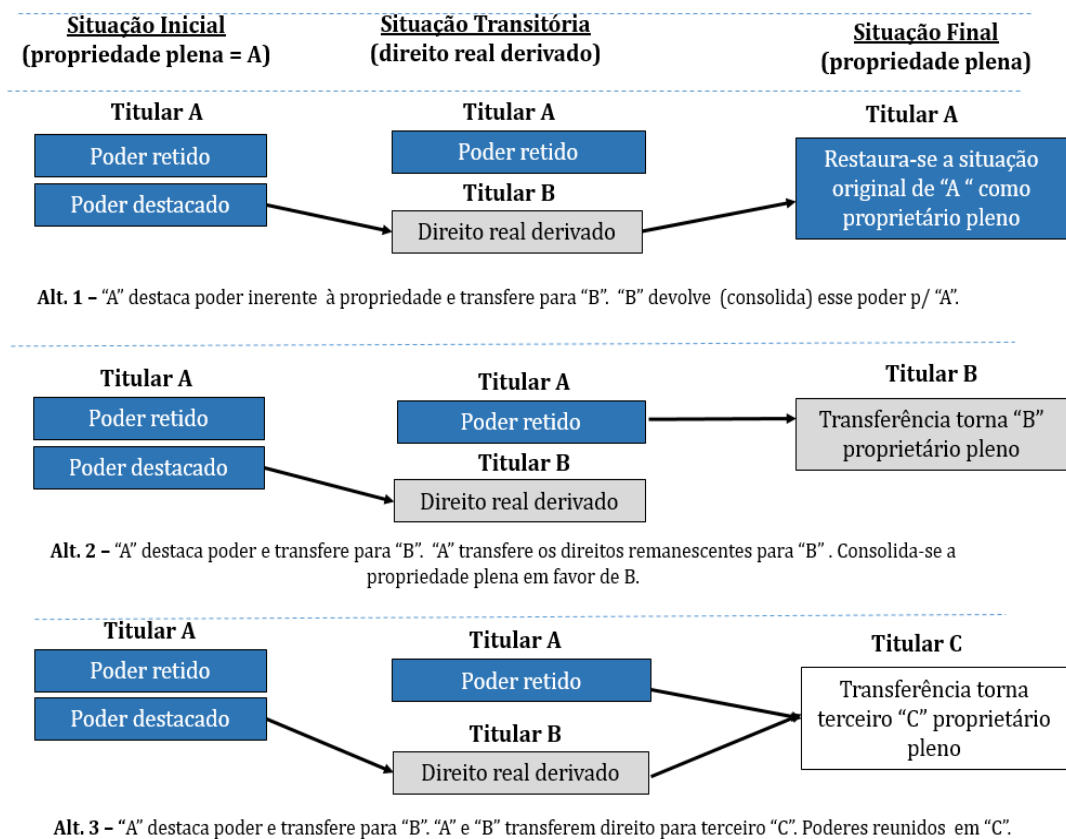 Situação Inicial
(propriedade plena = A)
Situação Transitória
(direito real derivado)
Situação Final
(propriedade plena)
Titular A
Poder retido
Poder destacado
Titular A
Poder retido
Titular B
Direito real derivado
Titular A
Restaura-se a situação
original de “A “ como
proprietário pleno
Alt. 1 – “A” destaca poder inerente à propriedade e transfere para “B”. “B” devolve (consolida) esse poder p/ “A”.
Titular A
Poder retido
Poder destacado
Titular A
Poder retido
Titular B
Direito real derivado
Titular B
Transferência torna “B”
proprietário pleno
Alt. 2 – “A” destaca poder e transfere para “B”. “A” transfere os direitos remanescentes para “B” . Consolida-se a
propriedade plena em favor de B.
Titular A
Poder retido
Poder destacado
Titular A
Poder retido
Titular B
Direito real derivado
Titular C
Transferência torna
terceiro “C” proprietário
pleno
Alt. 3 – “A” destaca poder e transfere para “B”. “A” e “B” transferem direito para terceiro “C”. Poderes reunidos em “C”.